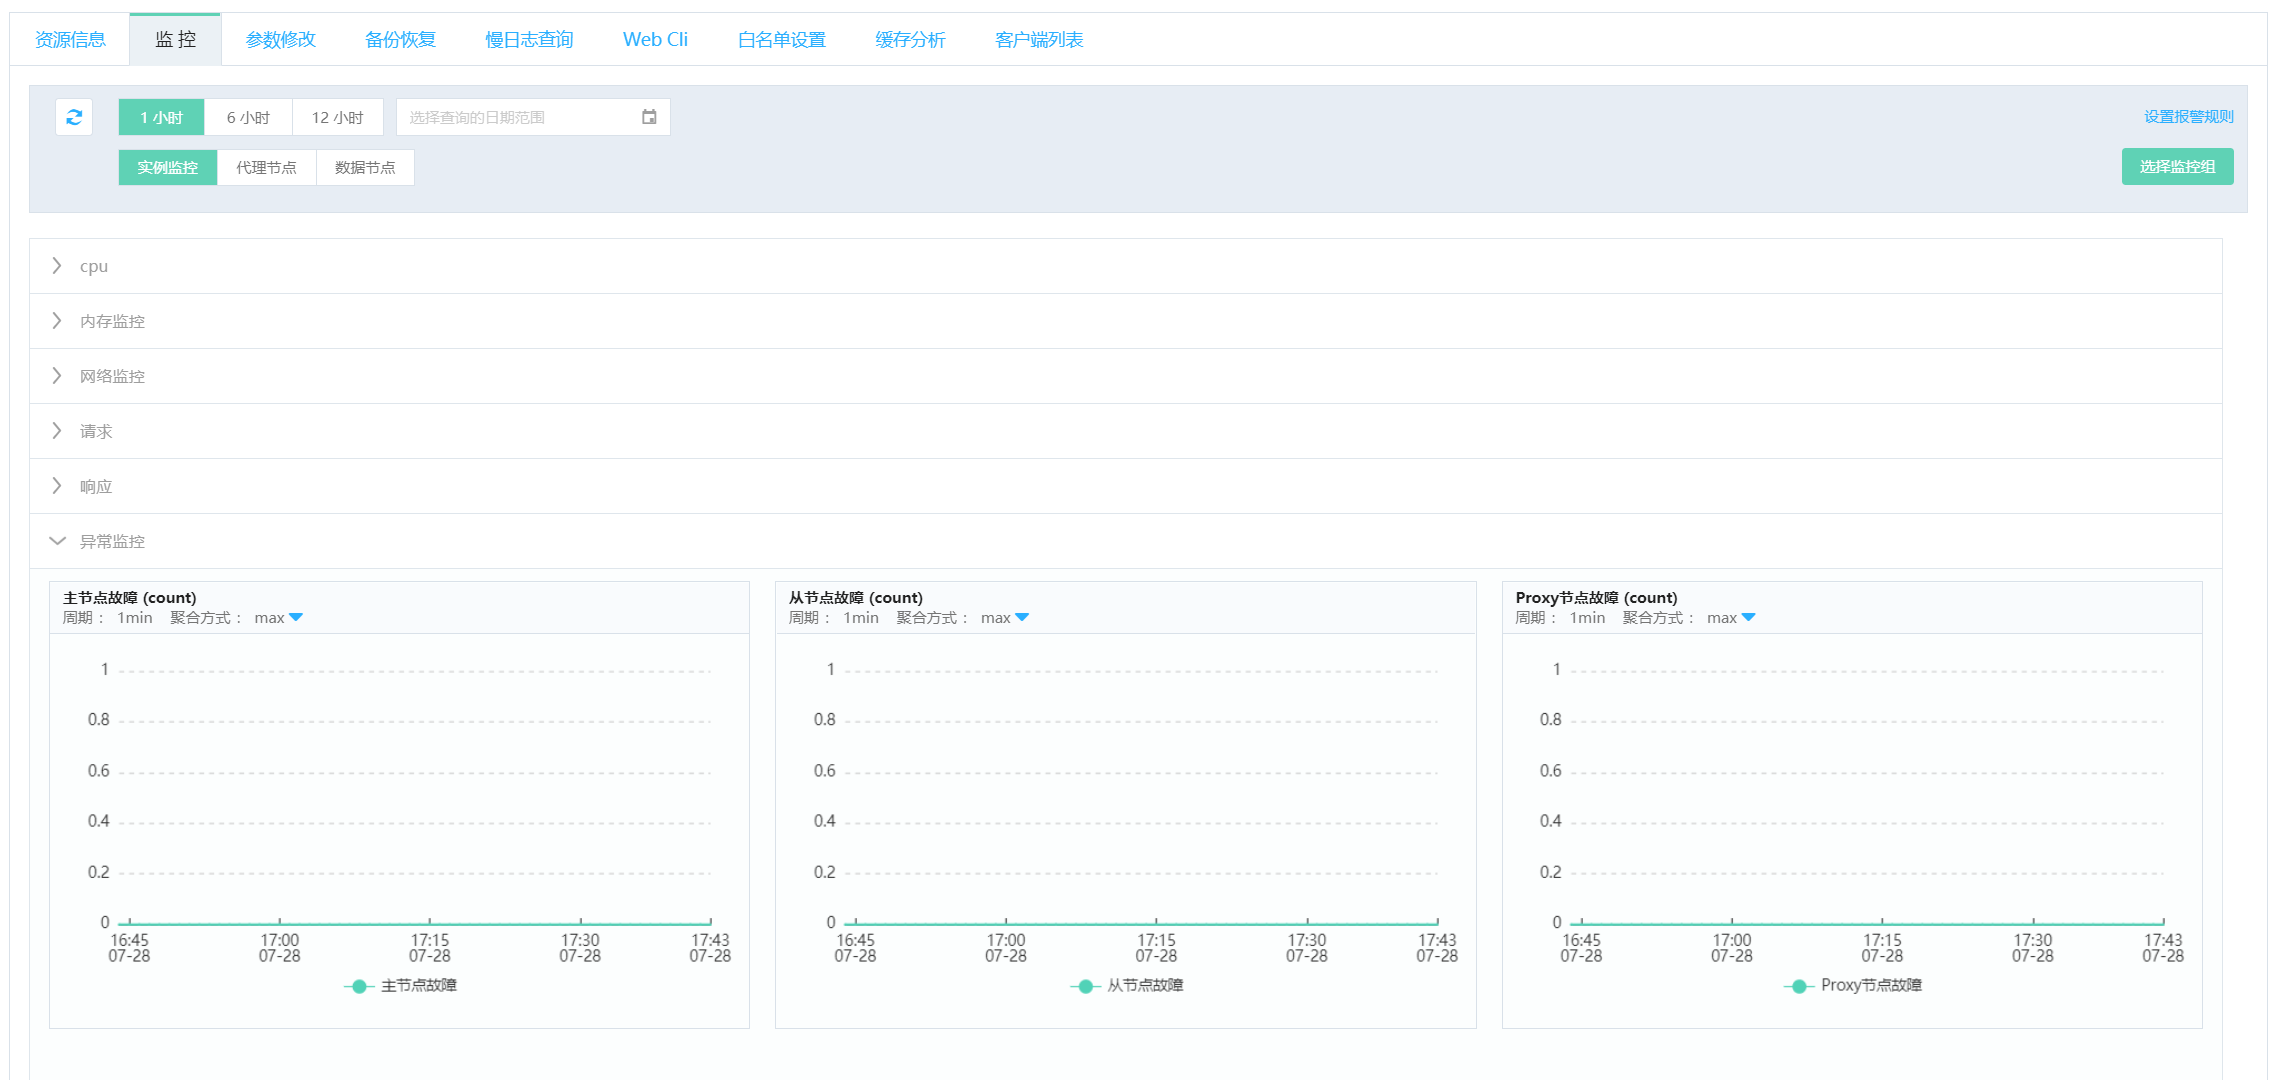 资源信息 监 控 参数修改 备份恢复 慢日志查询 Web Cli 白名单设置 缓存分析 客户端列表
1 小时 6 小时 12 小时 选择查询的日期范围 设置报警规则
实例监控 代理节点 数据节点 选择监控组
cpu
内存监控
网络监控
请求
响应
异常监控
主节点故障 (count)
周期： 1min 聚合方式： max
1
0.8
0.6
0.4
0.2
0
16:45 17:00 17:15 17:30 17:43
07-28 07-28 07-28 07-28 07-28
主节点故障
从节点故障 (count)
周期： 1min 聚合方式： max
1
0.8
0.6
0.4
0.2
0
16:45 17:00 17:15 17:30 17:43
07-28 07-28 07-28 07-28 07-28
从节点故障
Proxy节点故障 (count)
周期： 1min 聚合方式： max
1
0.8
0.6
0.4
0.2
0
16:45 17:00 17:15 17:30 17:43
07-28 07-28 07-28 07-28 07-28
Proxy节点故障